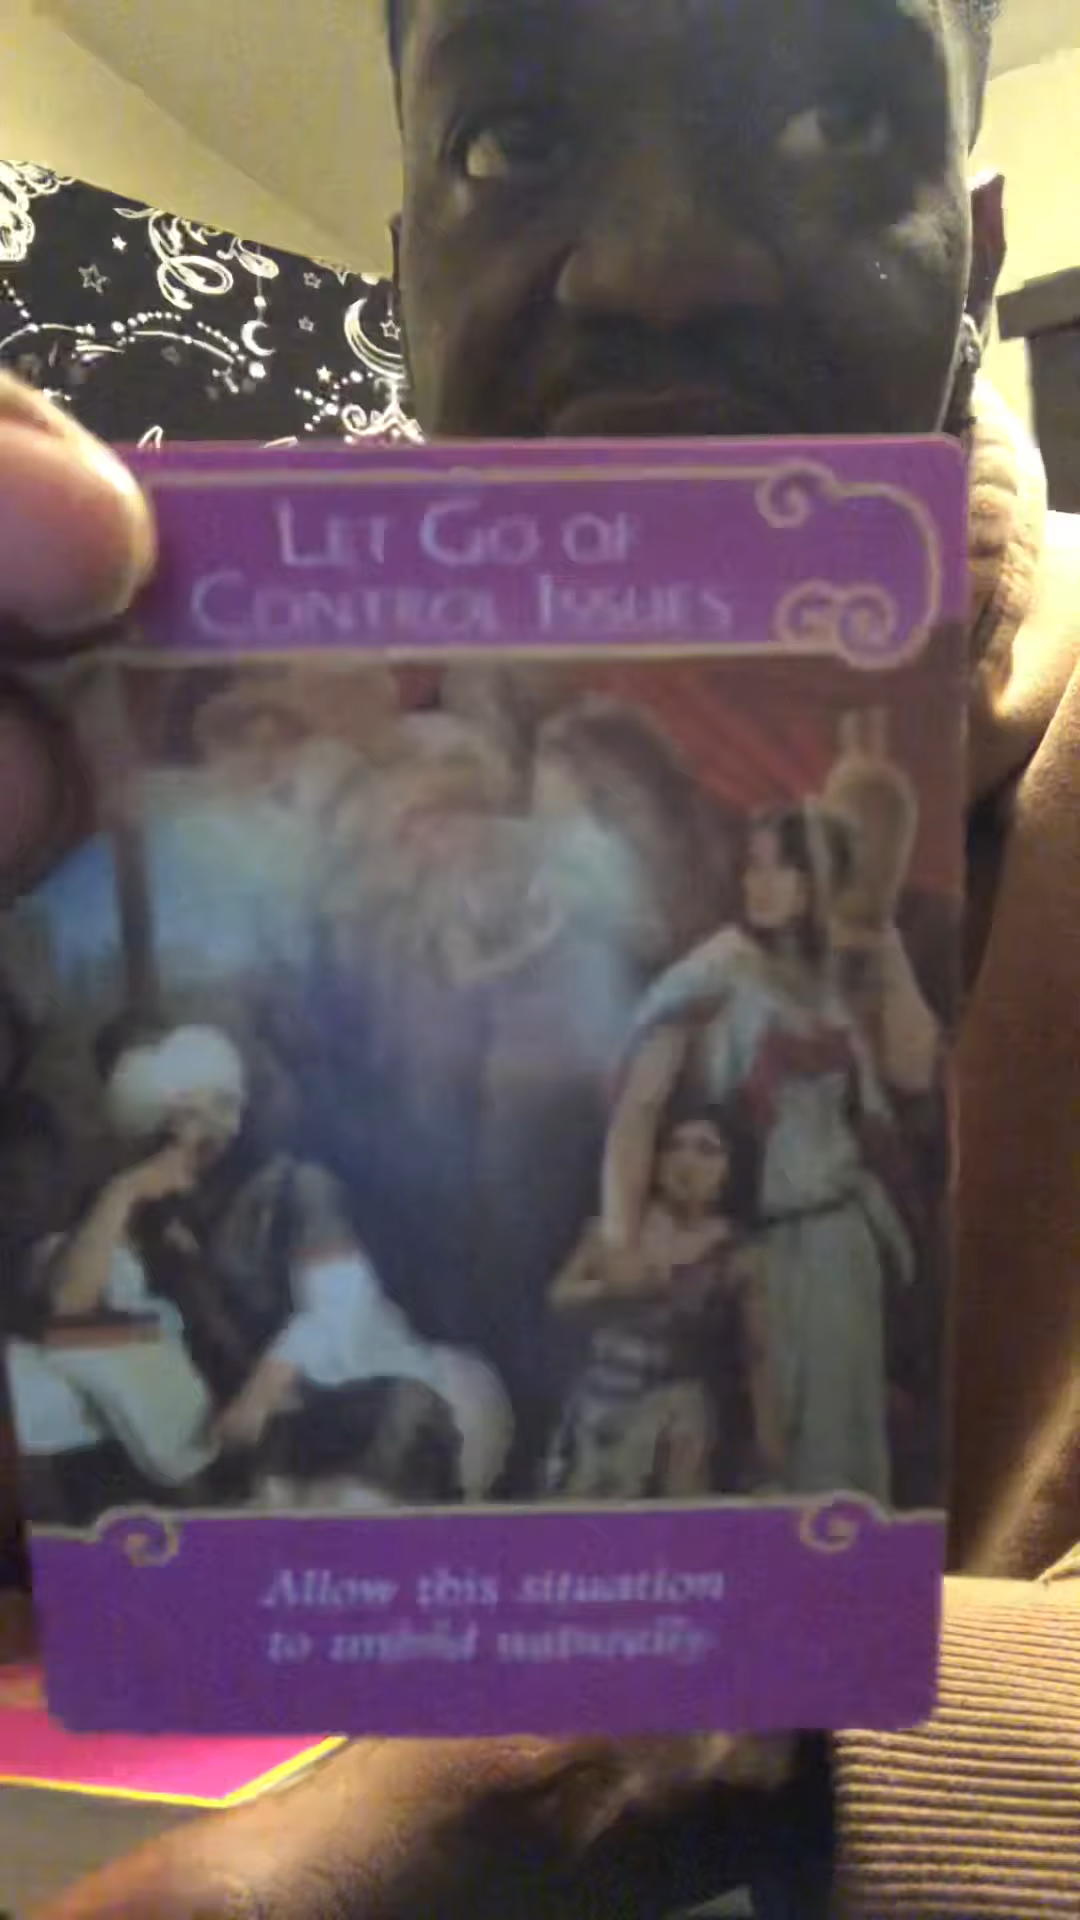 LET GO OF
CONTROL ISSUES
Allow this situation
to unfold naturally.